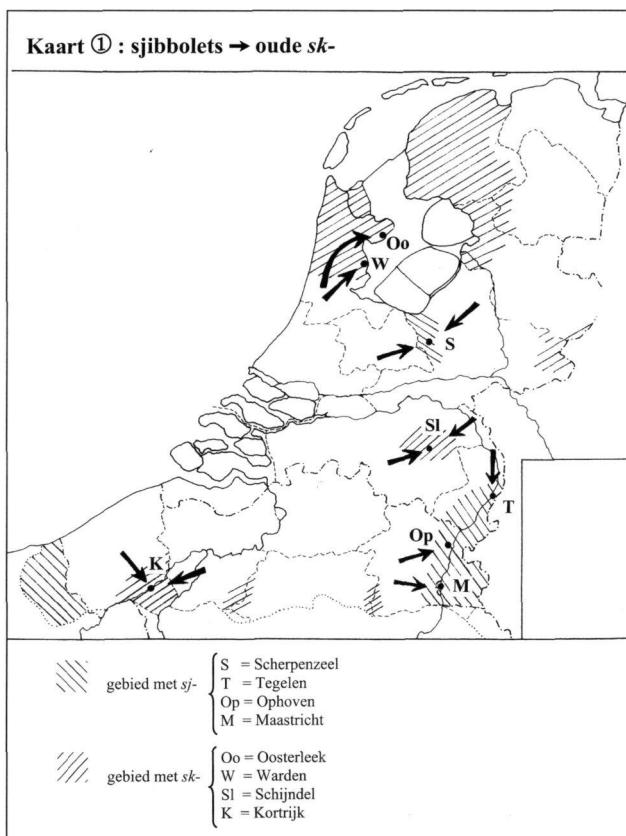 Kaart ① : sjibbolets → oude sk-
Oo
W
S
Sl
T
Op
K
M
gebied met sj-
S = Scherpenzeel
T = Tegelen
Op = Ophoven
M = Maastricht
gebied met sk-
Oo = Oosterleek
W = Warden
Sl = Schijndel
K = Kortrijk